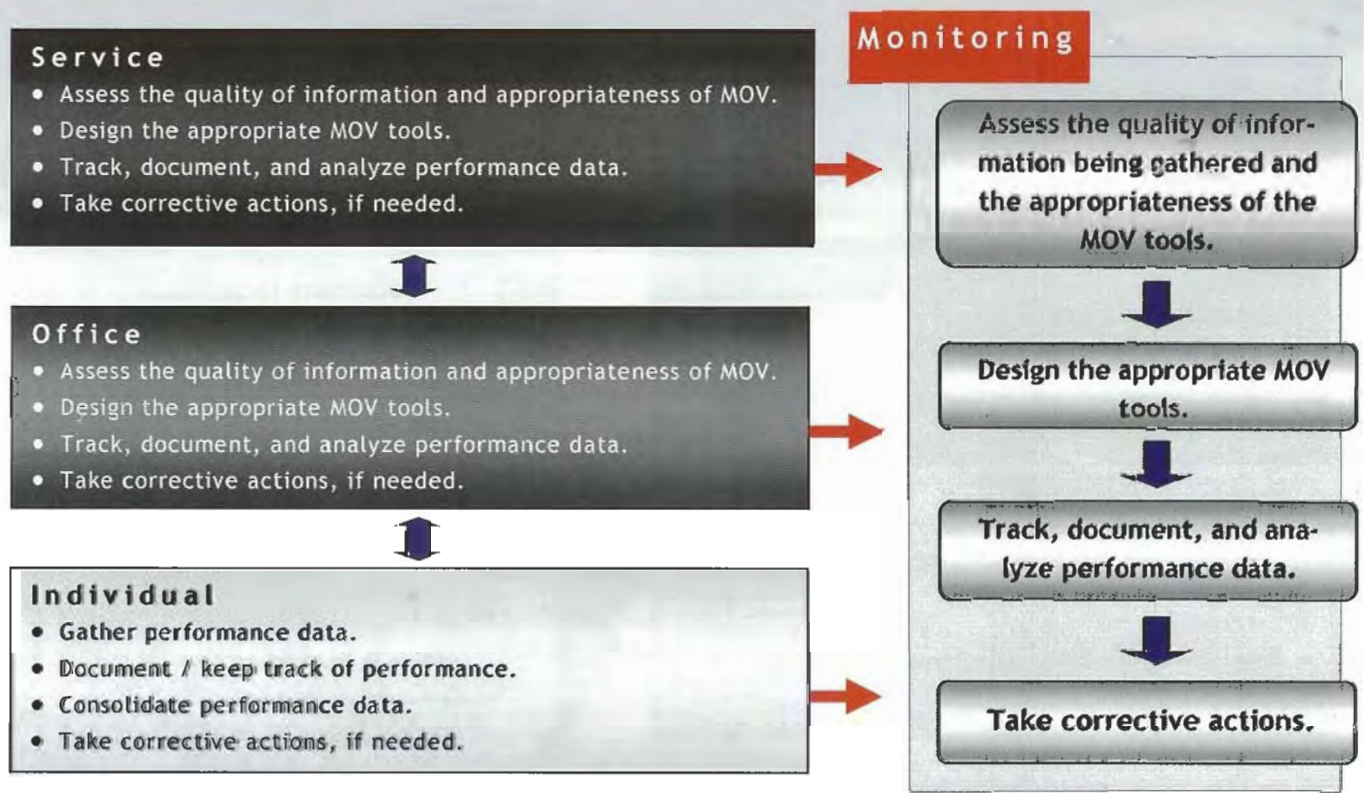 Service
• Assess the quality of information and appropriateness of MOV.
• Design the appropriate MOV tools.
• Track, document, and analyze performance data.
• Take corrective actions, if needed.
Office
• Assess the quality of information and appropriateness of MOV.
• Design the appropriate MOV tools.
• Track, document, and analyze performance data.
• Take corrective actions, if needed.
Individual
• Gather performance data.
• Document / keep track of performance.
• Consolidate performance data.
• Take corrective actions, if needed.
Monitoring
Assess the quality of infor-
mation being gathered and
the appropriateness of the
MOV tools.
Design the appropriate MOV
tools.
Track, document, and ana-
lyze performance data.
Take corrective actions.